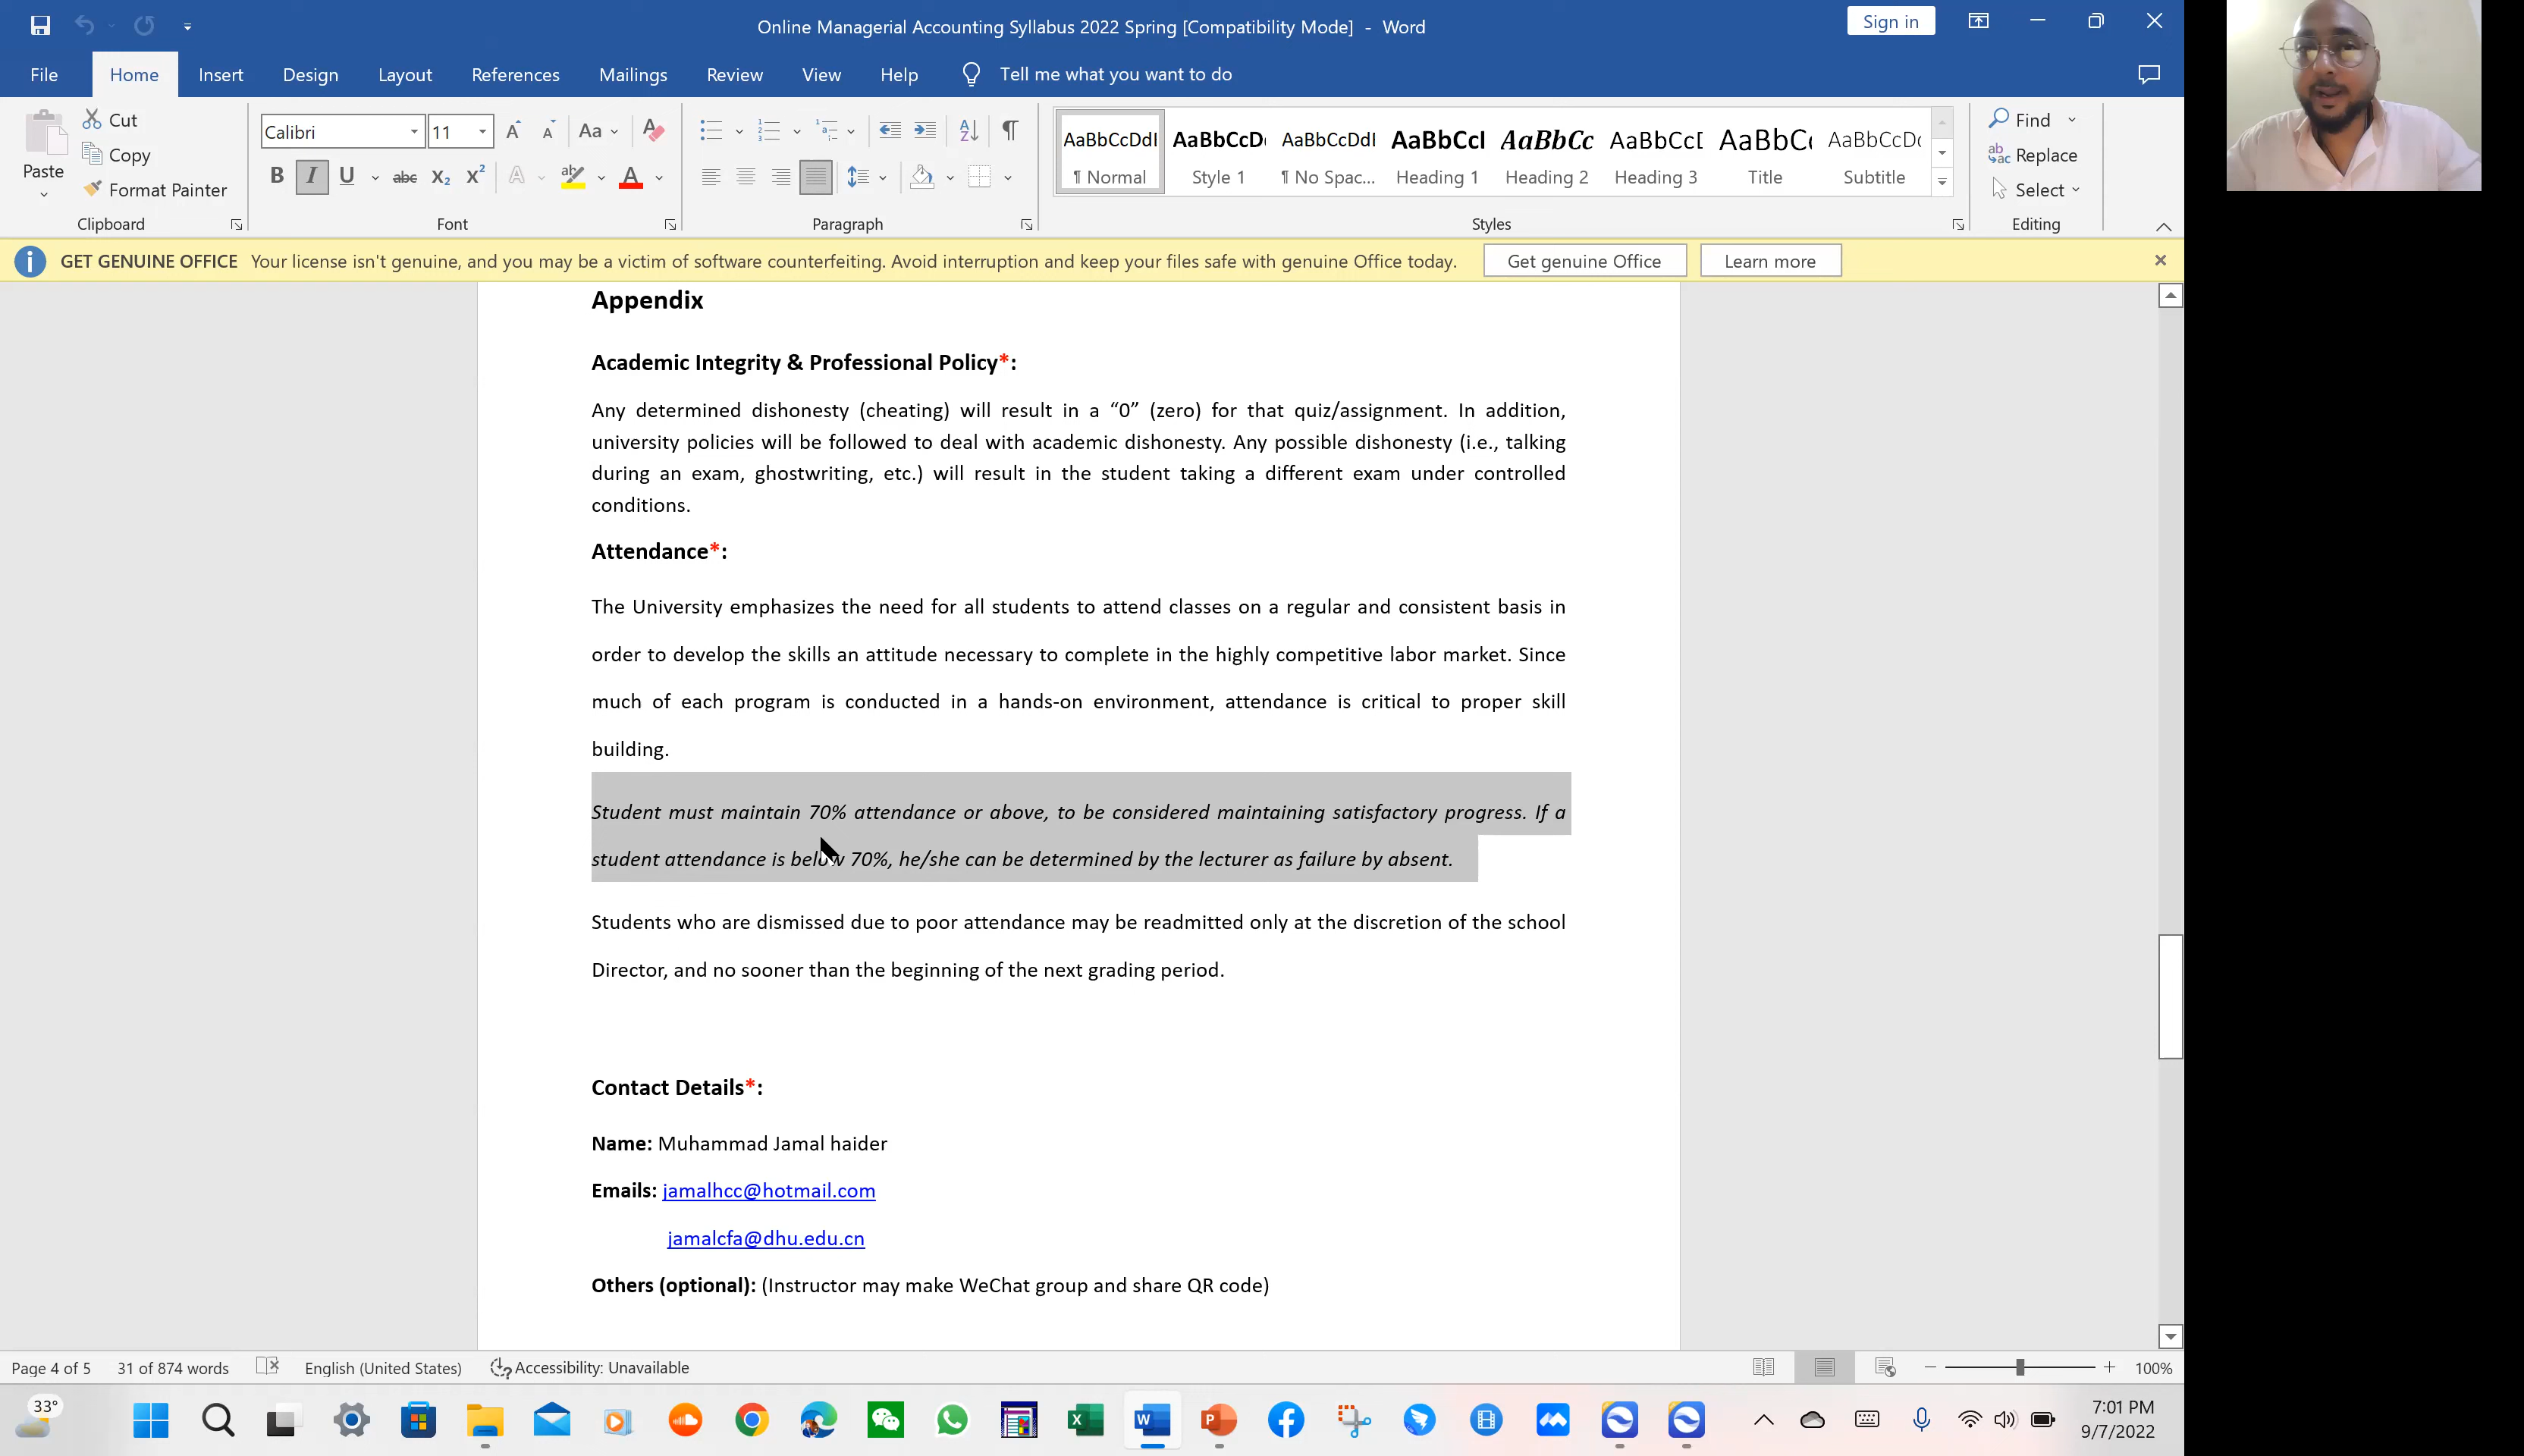 Online Managerial Accounting Syllabus 2022 Spring [Compatibility Mode] - Word
Sign in
File Home Insert Design Layout References Mailings Review View Help Tell me what you want to do
Paste
Cut
Copy
Format Painter
Clipboard
Calibri 11
Font
Paragraph
AaBbCcDdI AaBbCcD AaBbCcDdI AaBbCcI AaBbCc AaBbCcD AaBbC AaBbCcD
¶ Normal Style 1 ¶ No Spac... Heading 1 Heading 2 Heading 3 Title Subtitle
Styles
Find
Replace
Select
Editing
GET GENUINE OFFICE Your license isn't genuine, and you may be a victim of software counterfeiting. Avoid interruption and keep your files safe with genuine Office today. Get genuine Office Learn more
Appendix
Academic Integrity & Professional Policy*:
Any determined dishonesty (cheating) will result in a “0” (zero) for that quiz/assignment. In addition,
university policies will be followed to deal with academic dishonesty. Any possible dishonesty (i.e., talking
during an exam, ghostwriting, etc.) will result in the student taking a different exam under controlled
conditions.
Attendance*:
The University emphasizes the need for all students to attend classes on a regular and consistent basis in
order to develop the skills an attitude necessary to complete in the highly competitive labor market. Since
much of each program is conducted in a hands-on environment, attendance is critical to proper skill
building.
Student must maintain 70% attendance or above, to be considered maintaining satisfactory progress. If a
student attendance is below 70%, he/she can be determined by the lecturer as failure by absent.
Students who are dismissed due to poor attendance may be readmitted only at the discretion of the school
Director, and no sooner than the beginning of the next grading period.
Contact Details*:
Name: Muhammad Jamal haider
Emails: jamalhcc@hotmail.com
jamalcfa@dhu.edu.cn
Others (optional): (Instructor may make WeChat group and share QR code)
Page 4 of 5 31 of 874 words English (United States) Accessibility: Unavailable 100%
33°
7:01 PM
9/7/2022